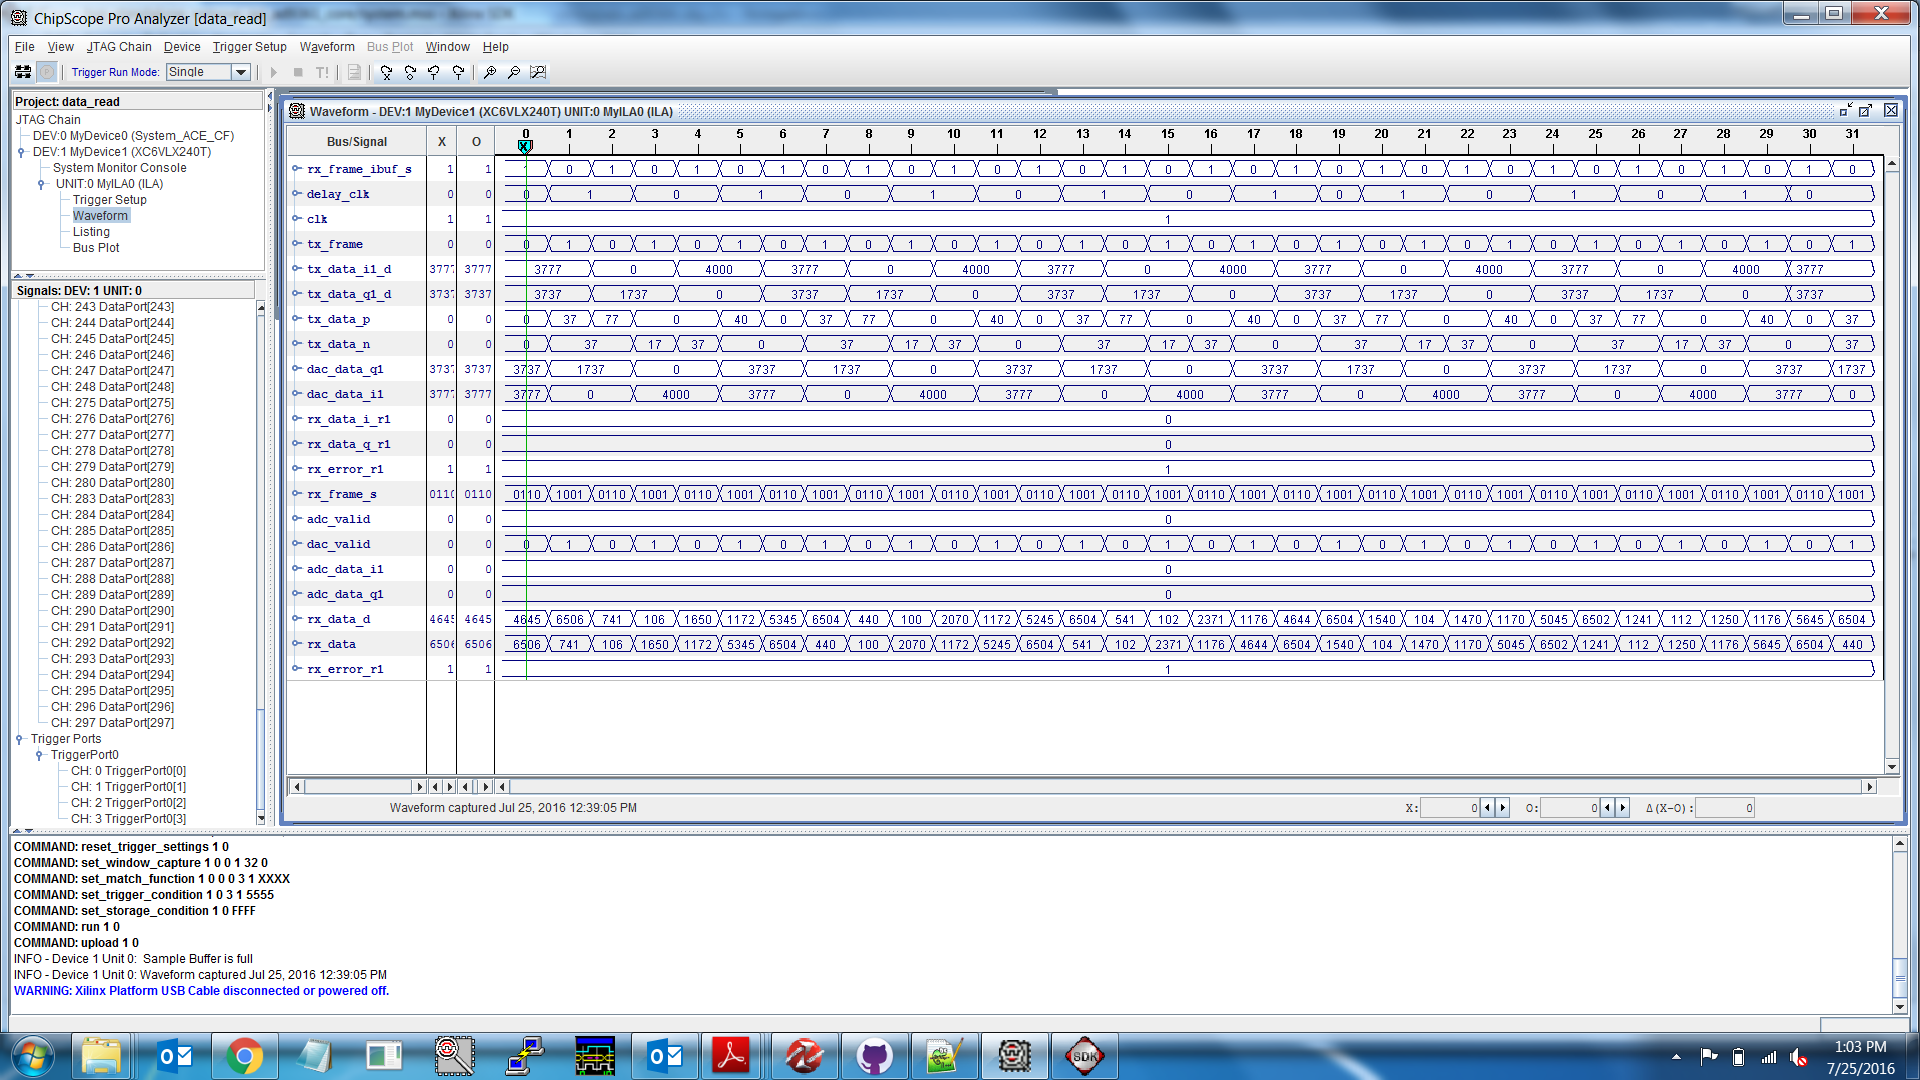 ChipScope Pro Analyzer [data_read]
File View JTAG Chain Device Trigger Setup Waveform Bus Plot Window Help
Trigger Run Mode: Single T!
Project: data_read
JTAG Chain
DEV:0 MyDevice0 (System_ACE_CF)
DEV:1 MyDevice1 (XC6VLX240T)
System Monitor Console
UNIT:0 MyILA0 (ILA)
Trigger Setup
Waveform
Listing
Bus Plot
Signals: DEV: 1 UNIT: 0
CH: 243 DataPort[243]
CH: 244 DataPort[244]
CH: 245 DataPort[245]
CH: 246 DataPort[246]
CH: 247 DataPort[247]
CH: 248 DataPort[248]
CH: 275 DataPort[275]
CH: 276 DataPort[276]
CH: 277 DataPort[277]
CH: 278 DataPort[278]
CH: 279 DataPort[279]
CH: 280 DataPort[280]
CH: 283 DataPort[283]
CH: 284 DataPort[284]
CH: 285 DataPort[285]
CH: 286 DataPort[286]
CH: 287 DataPort[287]
CH: 288 DataPort[288]
CH: 289 DataPort[289]
CH: 290 DataPort[290]
CH: 291 DataPort[291]
CH: 292 DataPort[292]
CH: 293 DataPort[293]
CH: 294 DataPort[294]
CH: 295 DataPort[295]
CH: 296 DataPort[296]
CH: 297 DataPort[297]
Trigger Ports
TriggerPort0
CH: 0 TriggerPort0[0]
CH: 1 TriggerPort0[1]
CH: 2 TriggerPort0[2]
CH: 3 TriggerPort0[3]
Waveform - DEV:1 MyDevice1 (XC6VLX240T) UNIT:0 MyILA0 (ILA)
Bus/Signal X O 0 1 2 3 4 5 6 7 8 9 10 11 12 13 14 15 16 17 18 19 20 21 22 23 24 25 26 27 28 29 30 31
rx_frame_ibuf_s 1 1 0 1 0 1 0 1 0 1 0 1 0 1 0 1 0 1 0 1 0 1 0 1 0 1 0 1 0 1 0 1 0
delay_clk 0 0 0 1 0 1 0 1 0 1 0 1 0 1 0 1 0 1 0
clk 1 1 1
tx_frame 0 0 0 1 0 1 0 1 0 1 0 1 0 1 0 1 0 1 0 1 0 1 0 1 0 1 0 1 0 1 0 1 0 1
tx_data_i1_d 3777 3777 3777 0 4000 3777 0 4000 3777 0 4000 3777 0 4000 3777 0 4000 3777
tx_data_q1_d 3737 3737 3737 1737 0 3737 1737 0 3737 1737 0 3737 1737 0 3737 1737 0 3737
tx_data_p 0 0 0 37 77 0 40 0 37 77 0 40 0 37 77 0 40 0 37 77 0 40 0 37 77 0 40 0 37
tx_data_n 0 0 0 37 17 37 0 37 17 37 0 37 17 37 0 37 17 37 0 37 17 37 0 37
dac_data_q1 3737 3737 3737 1737 0 3737 1737 0 3737 1737 0 3737 1737 0 3737 1737 0 3737 1737
dac_data_i1 3777 3777 3777 0 4000 3777 0 4000 3777 0 4000 3777 0 4000 3777 0 4000 3777 0
rx_data_i_r1 0 0 0
rx_data_q_r1 0 0 0
rx_error_r1 1 1 1
rx_frame_s 0110 0110 0110 1001 0110 1001 0110 1001 0110 1001 0110 1001 0110 1001 0110 1001 0110 1001 0110 1001 0110 1001 0110 1001 0110 1001 0110 1001 0110 1001 0110 1001 0110 1001
adc_valid 0 0 0
dac_valid 0 0 0 1 0 1 0 1 0 1 0 1 0 1 0 1 0 1 0 1 0 1 0 1 0 1 0 1 0 1 0 1 0 1
adc_data_i1 0 0 0
adc_data_q1 0 0 0
rx_data_d 4645 4645 4645 6506 741 106 1650 1172 5345 6504 440 100 2070 1172 5245 6504 541 102 2371 1176 4644 6504 1540 104 1470 1170 5045 6502 1241 112 1250 1176 5645 6504
rx_data 6506 6506 6506 741 106 1650 1172 5345 6504 440 100 2070 1172 5245 6504 541 102 2371 1176 4644 6504 1540 104 1470 1170 5045 6502 1241 112 1250 1176 5645 6504 440
rx_error_r1 1 1 1
Waveform captured Jul 25, 2016 12:39:05 PM X: 0 O: 0 Δ(X-O): 0
COMMAND: reset_trigger_settings 1 0
COMMAND: set_window_capture 1 0 0 1 32 0
COMMAND: set_match_function 1 0 0 0 3 1 XXXX
COMMAND: set_trigger_condition 1 0 3 1 5555
COMMAND: set_storage_condition 1 0 FFFF
COMMAND: run 1 0
COMMAND: upload 1 0
INFO - Device 1 Unit 0: Sample Buffer is full
INFO - Device 1 Unit 0: Waveform captured Jul 25, 2016 12:39:05 PM
WARNING: Xilinx Platform USB Cable disconnected or powered off.
SDK
1:03 PM
7/25/2016